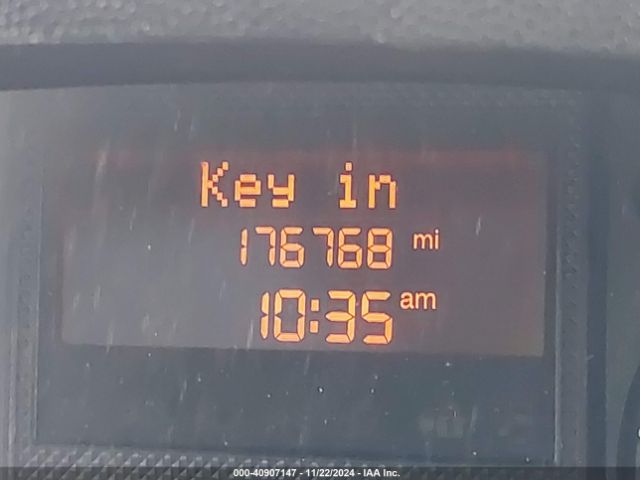 Key in
176768 mi
10:35 am
000-40907147 - 11/22/2024 - IAA Inc.